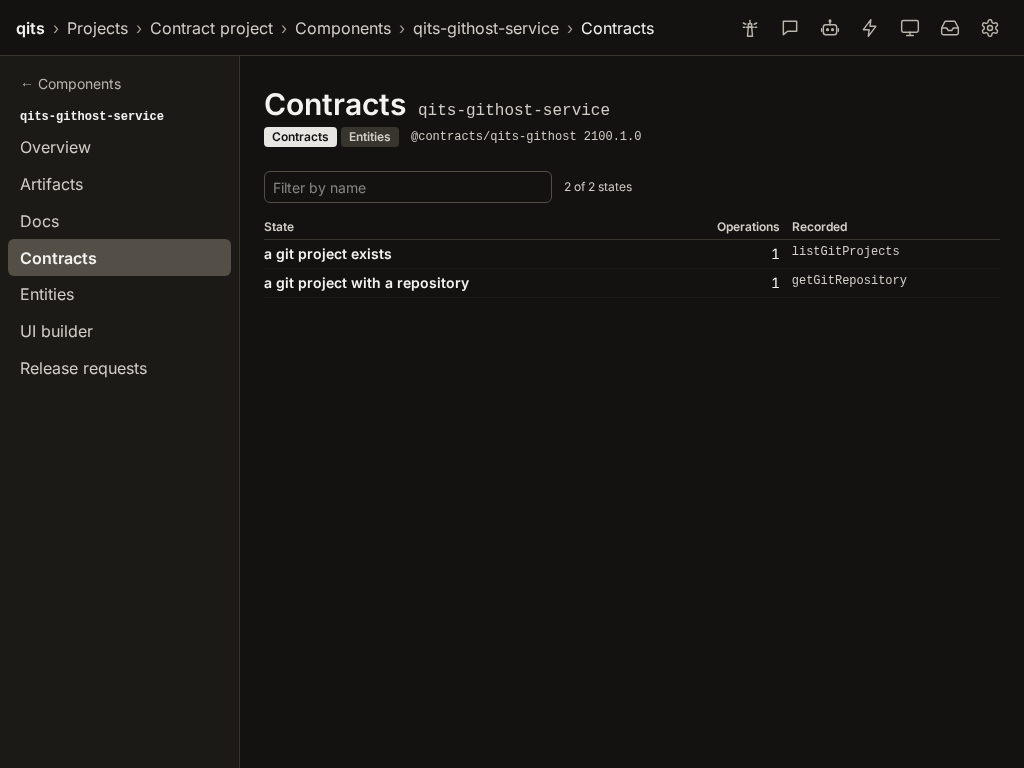 qits › Projects › Contract project › Components › qits-githost-service › Contracts
← Components
qits-githost-service
Overview
Artifacts
Docs
Contracts
Entities
UI builder
Release requests
Contracts qits-githost-service
Contracts Entities @contracts/qits-githost 2100.1.0
Filter by name 2 of 2 states
State Operations Recorded
a git project exists 1 listGitProjects
a git project with a repository 1 getGitRepository